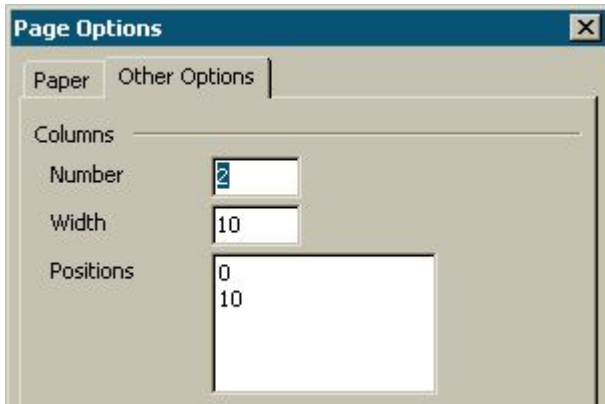 Page Options
Paper Other Options
Columns
Number 2
Width 10
Positions 0
10